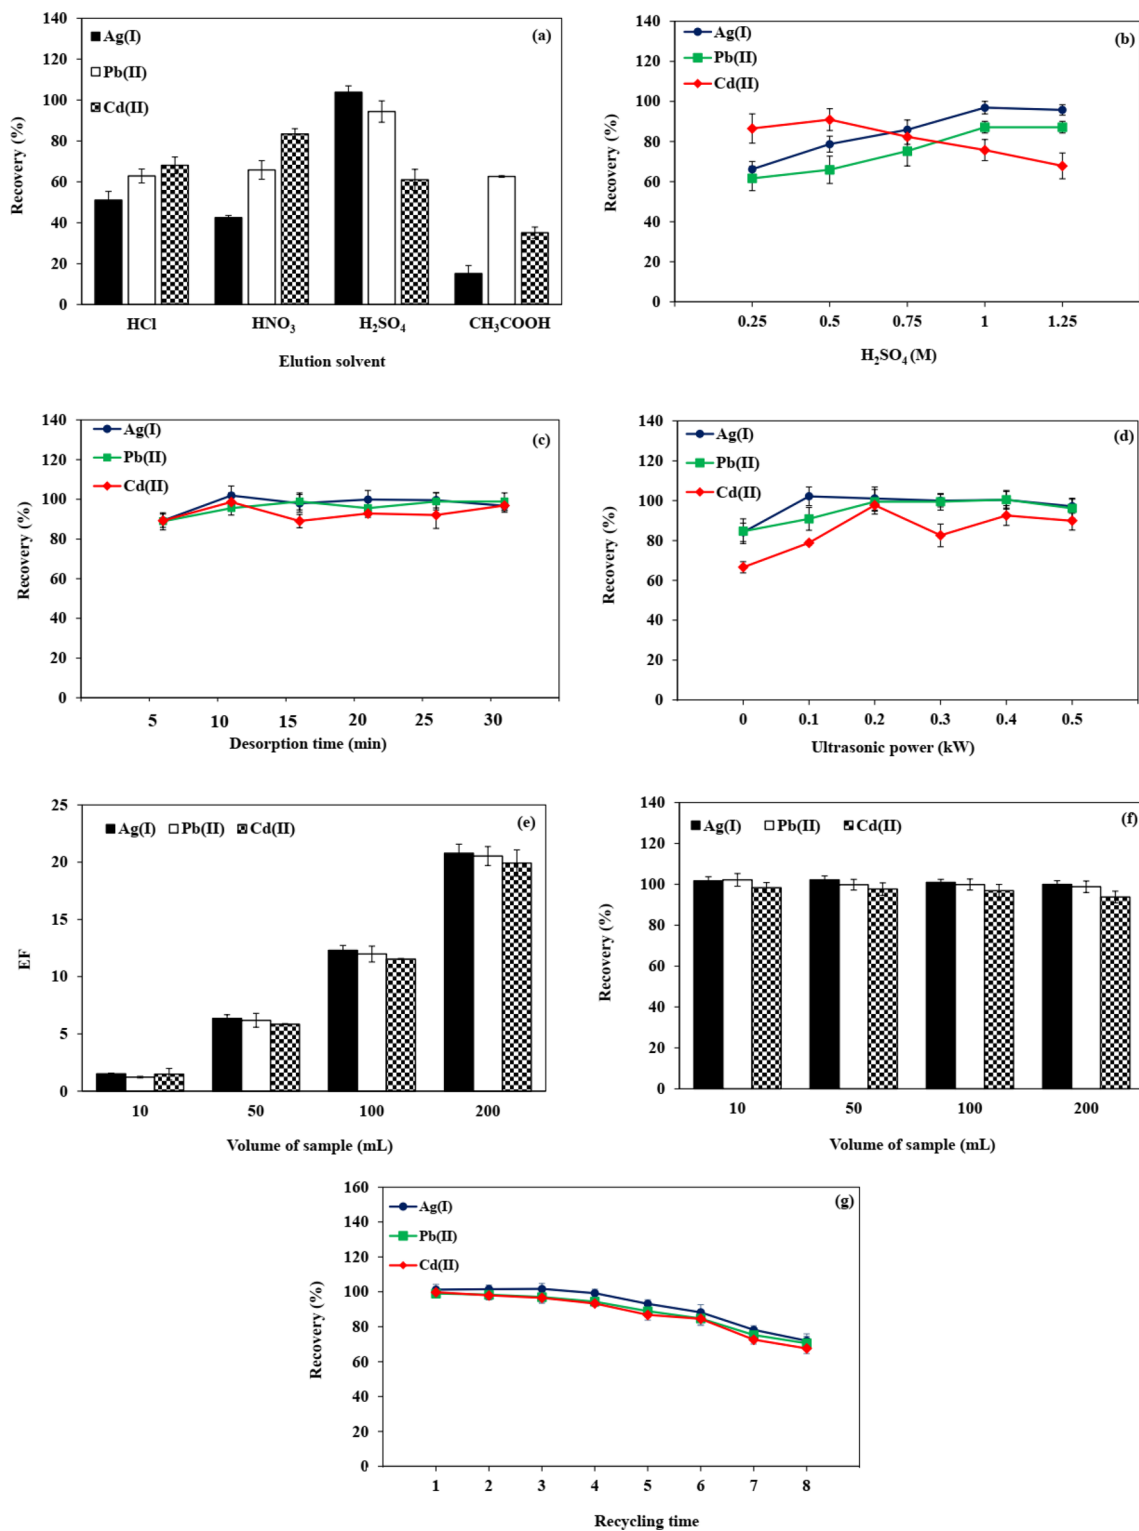 (a)
Ag(I)
Pb(II)
Cd(II)
Recovery (%)
140
120
100
80
60
40
20
0
HCl HNO₃ H₂SO₄ CH₃COOH
Elution solvent
(b)
Ag(I)
Pb(II)
Cd(II)
Recovery (%)
140
120
100
80
60
40
20
0
0.25 0.5 0.75 1 1.25
H₂SO₄ (M)
(c)
Ag(I)
Pb(II)
Cd(II)
Recovery (%)
140
120
100
80
60
40
20
0
5 10 15 20 25 30
Desorption time (min)
(d)
Ag(I)
Pb(II)
Cd(II)
Recovery (%)
140
120
100
80
60
40
20
0
0 0.1 0.2 0.3 0.4 0.5
Ultrasonic power (kW)
(e)
Ag(I) Pb(II) Cd(II)
EF
25
20
15
10
5
0
10 50 100 200
Volume of sample (mL)
(f)
Ag(I) Pb(II) Cd(II)
Recovery (%)
140
120
100
80
60
40
20
0
10 50 100 200
Volume of sample (mL)
(g)
Ag(I)
Pb(II)
Cd(II)
Recovery (%)
160
140
120
100
80
60
40
20
0
1 2 3 4 5 6 7 8
Recycling time